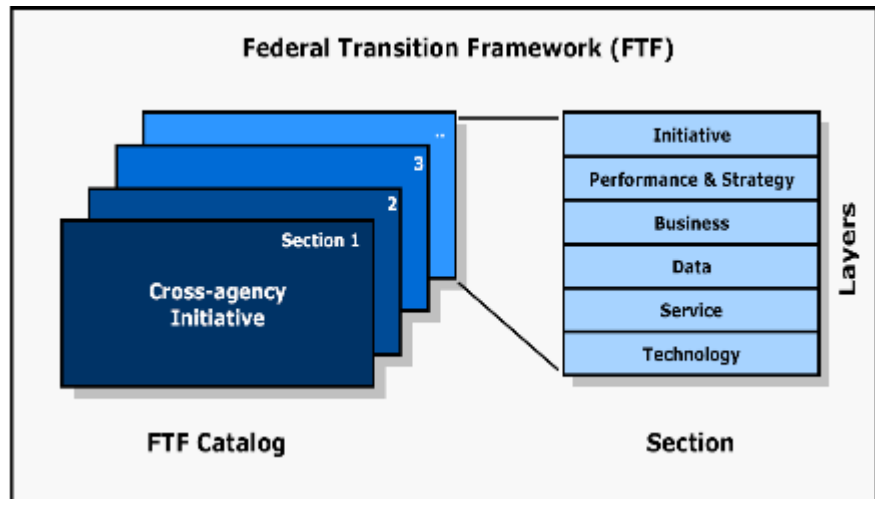 Federal Transition Framework (FTF)
..
3
2
Section 1
Cross-agency
Initiative
FTF Catalog
Initiative
Performance & Strategy
Business
Data
Service
Technology
Layers
Section